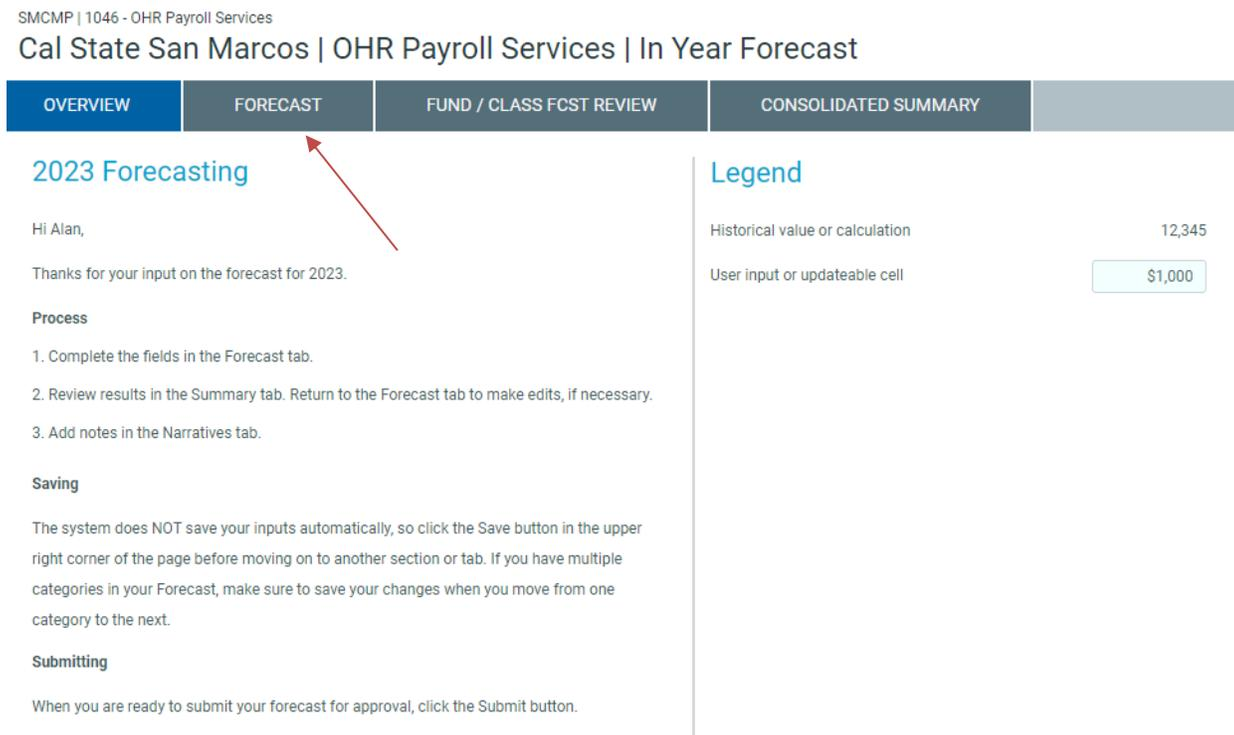 SMCMP | 1046 - OHR Payroll Services
Cal State San Marcos | OHR Payroll Services | In Year Forecast
OVERVIEW
FORECAST
FUND / CLASS FCST REVIEW
CONSOLIDATED SUMMARY
2023 Forecasting
Hi Alan,
Thanks for your input on the forecast for 2023.
Process
1. Complete the fields in the Forecast tab.
2. Review results in the Summary tab. Return to the Forecast tab to make edits, if necessary.
3. Add notes in the Narratives tab.
Saving
The system does NOT save your inputs automatically, so click the Save button in the upper
right corner of the page before moving on to another section or tab. If you have multiple
categories in your Forecast, make sure to save your changes when you move from one
category to the next.
Submitting
When you are ready to submit your forecast for approval, click the Submit button.
Legend
Historical value or calculation
12,345
User input or updateable cell
$1,000